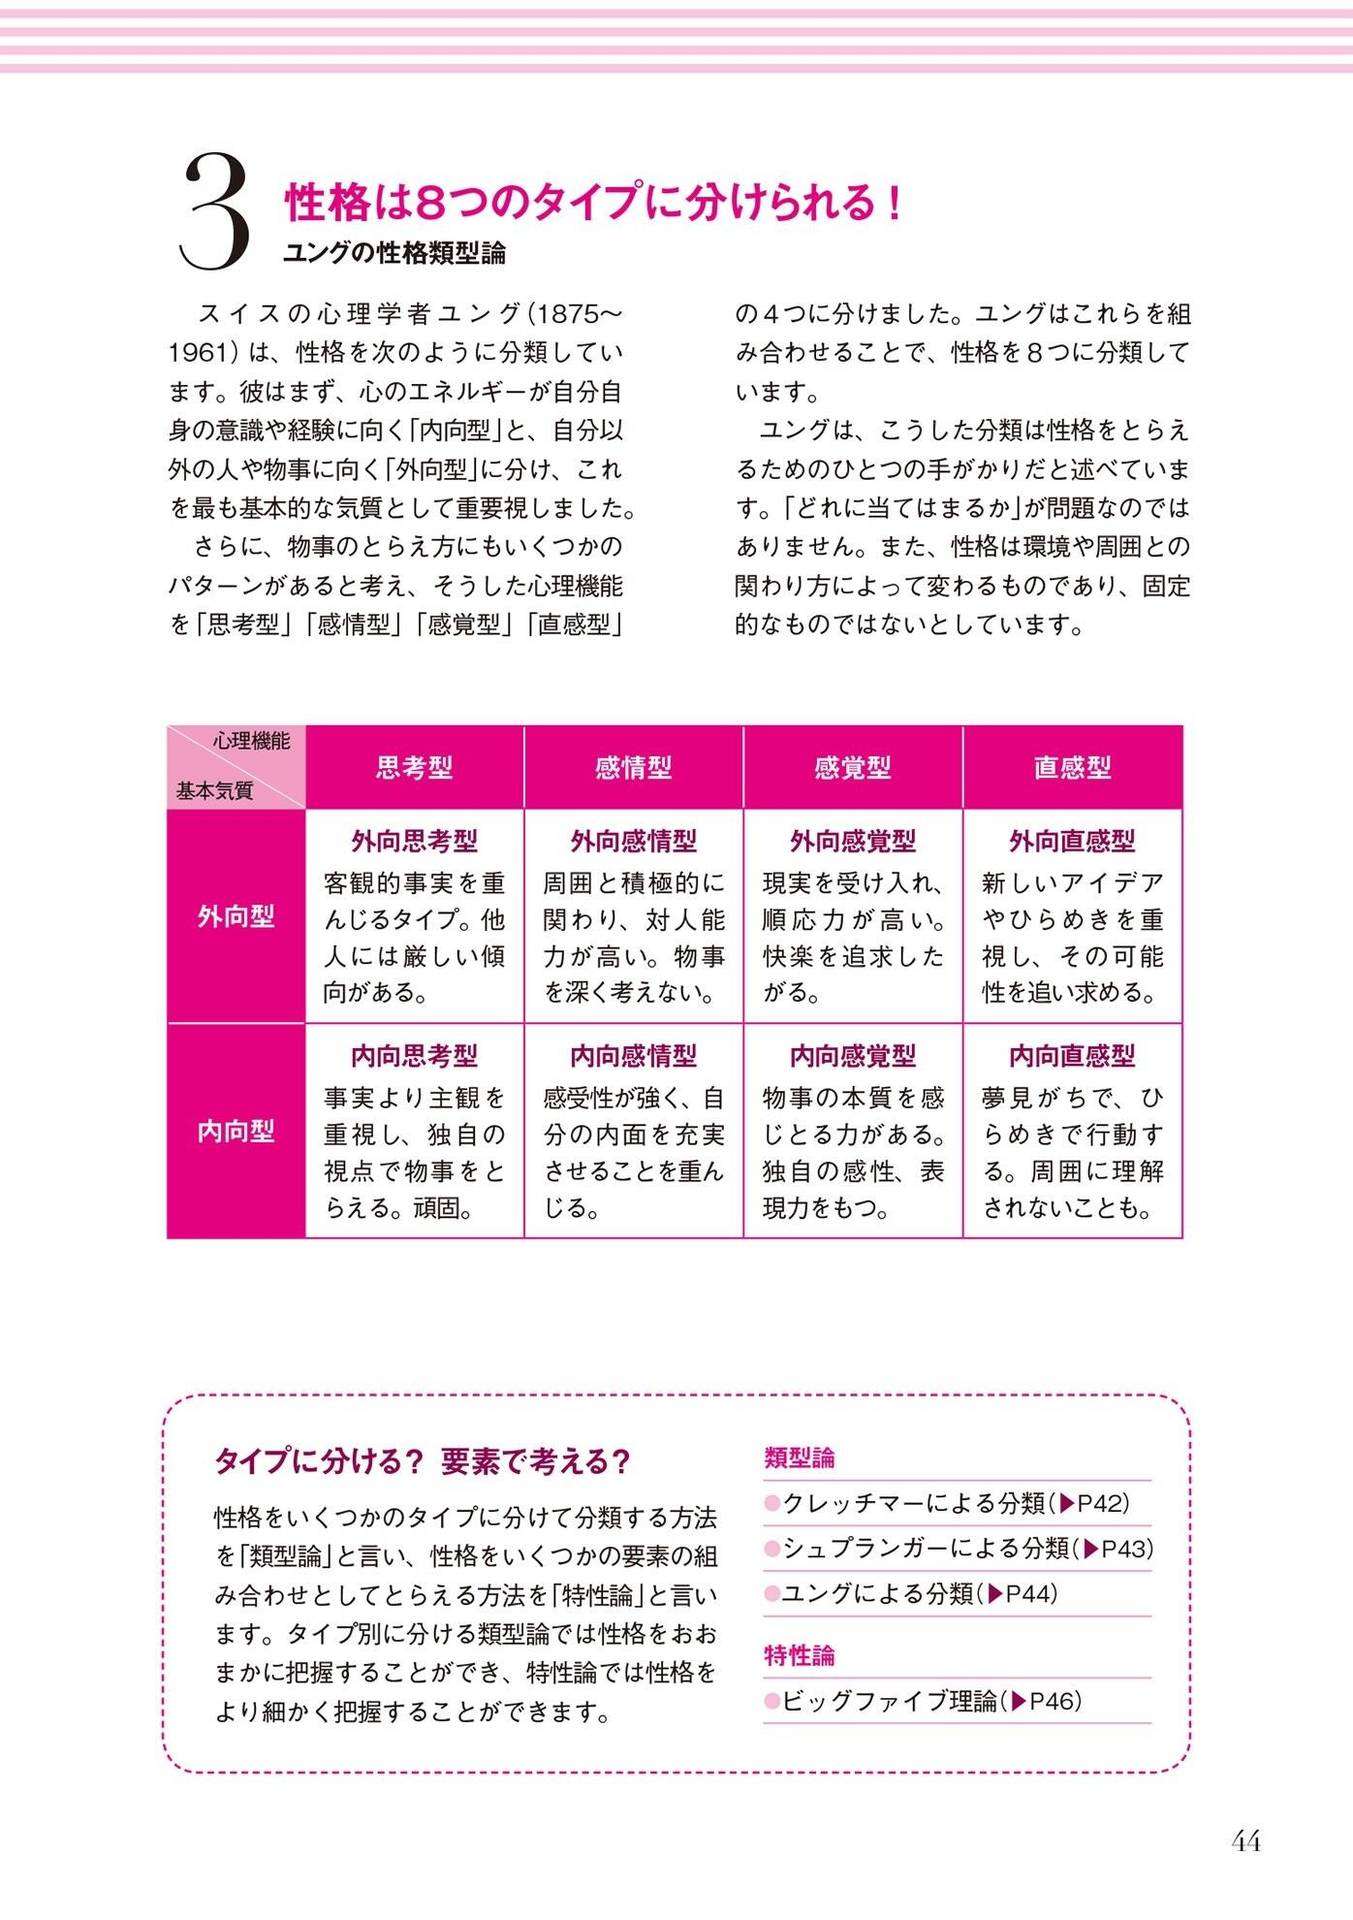 3
性格は8つのタイプに分けられる！
ユングの性格類型論
スイスの心理学者ユング（1875～
1961）は、性格を次のように分類してい
ます。彼はまず、心のエネルギーが自分自
身の意識や経験に向く「内向型」と、自分以
外の人や物事に向く「外向型」に分け、これ
を最も基本的な気質として重要視しました。
さらに、物事のとらえ方にもいくつかの
パターンがあると考え、そうした心理機能
を「思考型」「感情型」「感覚型」「直感型」
の4つに分けました。ユングはこれらを組
み合わせることで、性格を8つに分類して
います。
ユングは、こうした分類は性格をとらえ
るためのひとつの手がかりだと述べていま
す。「どれに当てはまるか」が問題なのでは
ありません。また、性格は環境や周囲との
関わり方によって変わるものであり、固定
的なものではないとしています。
心理機能
基本気質
思考型
感情型
感覚型
直感型
外向型
外向思考型
客観的事実を重
んじるタイプ。他
人には厳しい傾
向がある。
外向感情型
周囲と積極的に
関わり、対人能
力が高い。物事
を深く考えない。
外向感覚型
現実を受け入れ、
順応力が高い。
快楽を追求した
がる。
外向直感型
新しいアイデア
やひらめきを重
視し、その可能
性を追い求める。
内向型
内向思考型
事実より主観を
重視し、独自の
視点で物事をと
らえる。頑固。
内向感情型
感受性が強く、自
分の内面を充実
させることを重ん
じる。
内向感覚型
物事の本質を感
じとる力がある。
独自の感性、表
現力をもつ。
内向直感型
夢見がちで、ひ
らめきで行動す
る。周囲に理解
されないことも。
タイプに分ける？ 要素で考える？
性格をいくつかのタイプに分けて分類する方法
を「類型論」と言い、性格をいくつかの要素の組
み合わせとしてとらえる方法を「特性論」と言い
ます。タイプ別に分ける類型論では性格をおお
まかに把握することができ、特性論では性格を
より細かく把握することができます。
類型論
●クレッチマーによる分類（▶P42）
●シュプランガーによる分類（▶P43）
●ユングによる分類（▶P44）
特性論
●ビッグファイブ理論（▶P46）
44